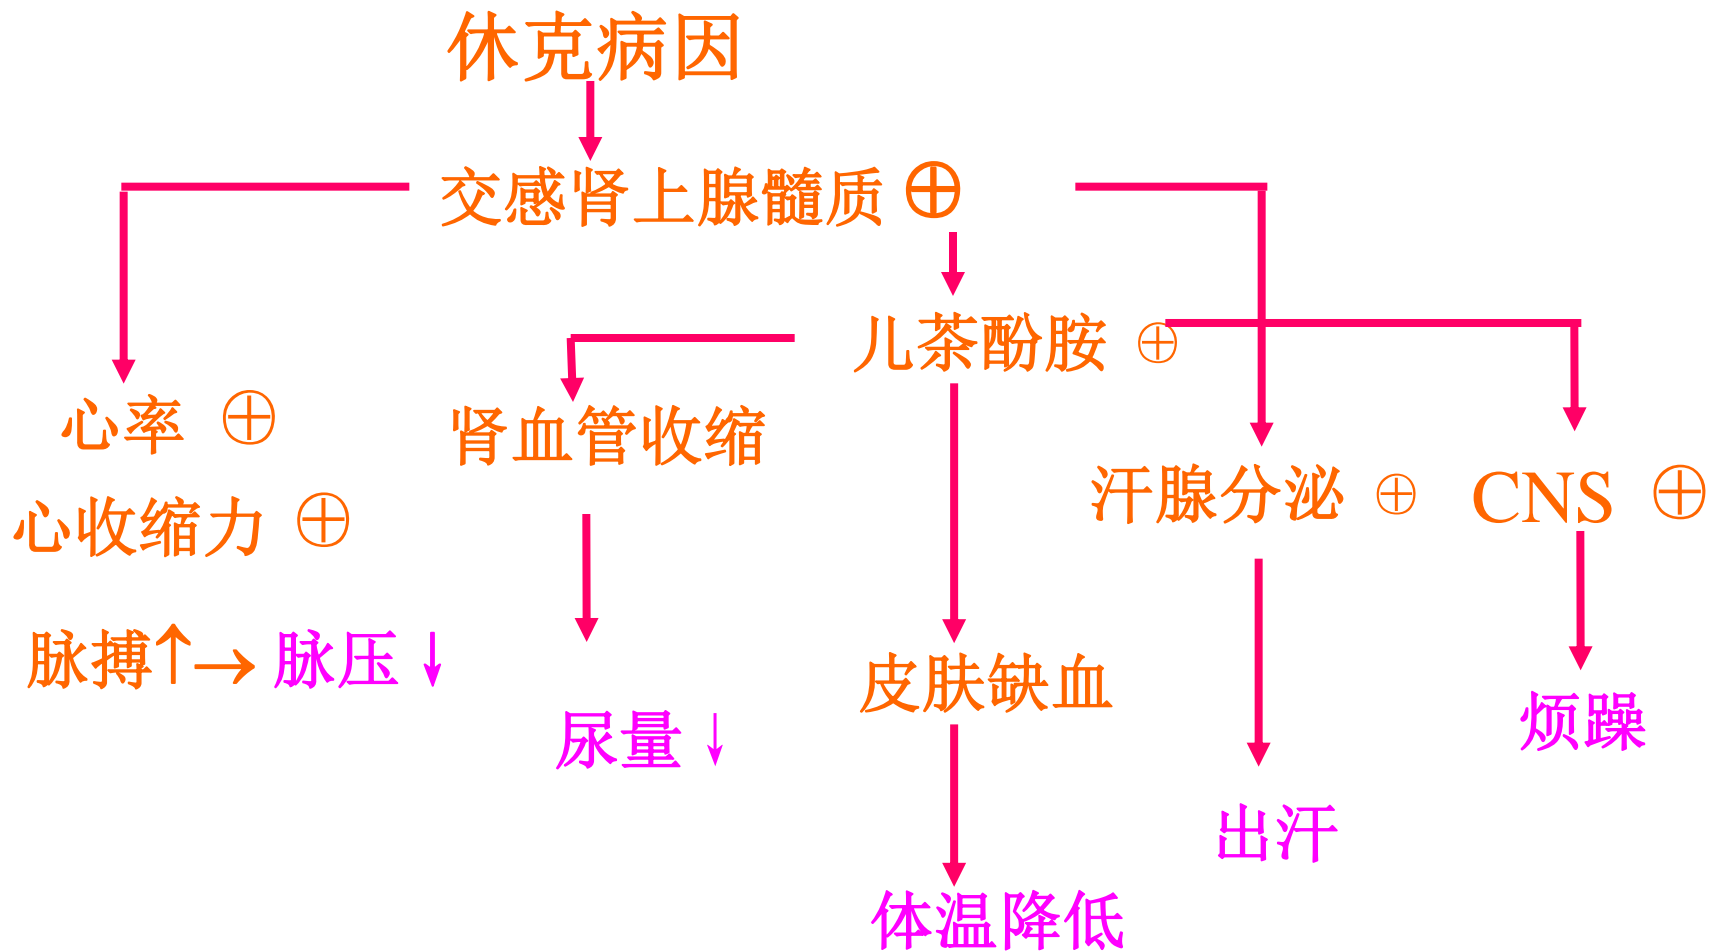 休克病因
交感肾上腺髓质 ⊕
儿茶酚胺 ⊕
心率 ⊕
肾血管收缩
汗腺分泌 ⊕
CNS ⊕
心收缩力 ⊕
脉搏↑→ 脉压↓
皮肤缺血
尿量↓
烦躁
出汗
体温降低